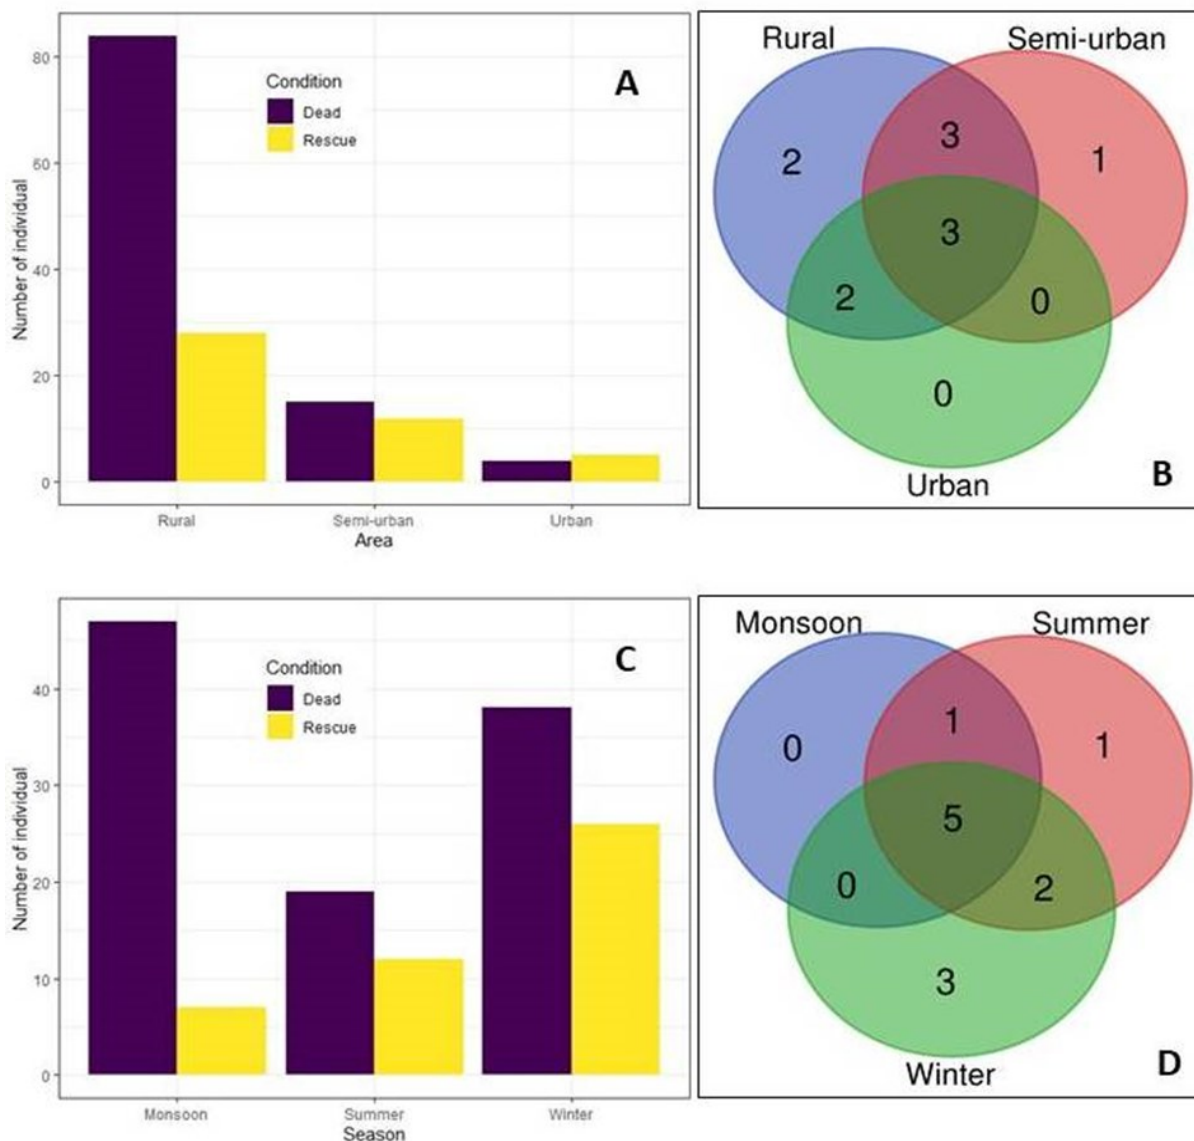 A
Condition
Dead
Rescue
Number of individual
80
60
40
20
0
Rural Semi-urban Urban
Area
Rural Semi-urban
2 3 1
3
2 0
0
Urban
B
C
Condition
Dead
Rescue
Number of individual
40
30
20
10
0
Monsoon Summer Winter
Season
Monsoon Summer
0 1 1
5
0 2
3
Winter
D